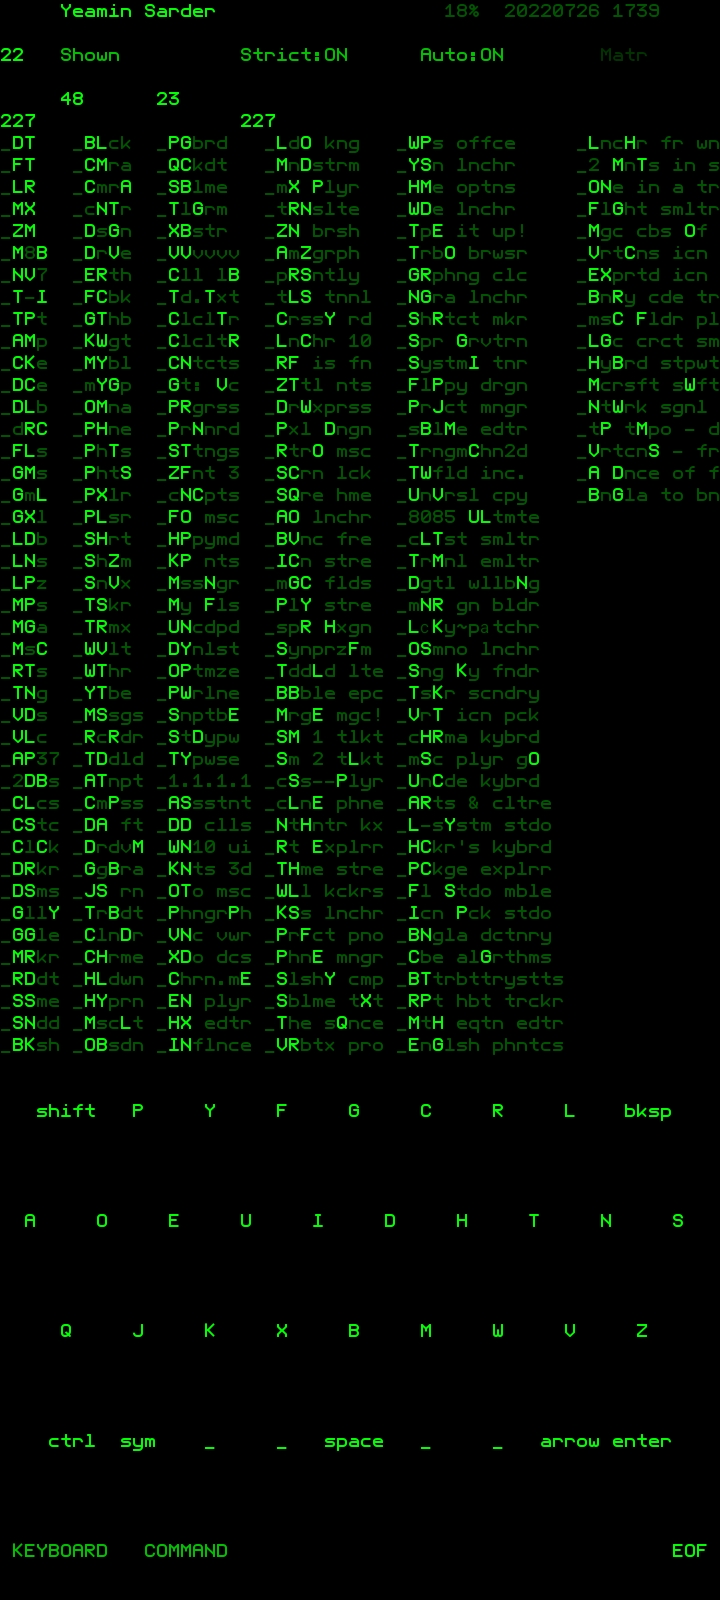 Yeamin Sarder 18% 20220726 1739
22 Shown Strict:ON Auto:ON Matr
48 23
227 227
_DT _BLck _PGbrd _LdO kng _WPs offce _LncHr fr wn
_FT _CMra _QCkdt _MnDstrm _YSn lnchr _2 MnTs in s
_LR _CmrA _SBlme _mX Plyr _HMe optns _ONe in a tr
_MX _cNTr _TlGrm _tRNslte _WDe lnchr _FlGht smltr
_ZM _DsGn _XBstr _ZN brsh _TpE it up! _Mgc cbs Of
_M8B _DrVe _VVvvvv _AmZgrph _TrbO brwsr _VrtCns icn
_NV7 _ERth _Cll lB _pRSntly _GRphng clc _EXprtd icn
_T-I _FCbk _Td.Txt _tLS tnnl _NGra lnchr _BnRy cde tr
_TPt _GThb _ClclTr _CrssY rd _ShRtct mkr _msC Fldr pl
_AMp _KWgt _ClcltR _LnChr 10 _Spr Grvtrn _LGc crct sm
_CKe _MYbl _CNtcts _RF is fn _SystmI tnr _HyBrd stpwt
_DCe _mYGp _Gt: Vc _ZTtl nts _FlPpy drgn _Mcrsft sWft
_DLb _OMna _PRgrss _DrWxprss _PrJct mngr _NtWrk sgnl
_dRC _PHne _PrNnrd _Pxl Dngn _sBlMe edtr _tP tMpo - d
_FLs _PhTs _STtngs _RtrO msc _TrngmChn2d _VrtcnS - fr
_GMs _PhtS _ZFnt 3 _SCrn lck _TWfld inc. _A Dnce of f
_GmL _PXlr _cNCpts _SQre hme _UnVrsl cpy _BnGla to bn
_GXl _PLsr _FO msc _AO lnchr _8085 ULtmte
_LDb _SHrt _HPpymd _BVnc fre _cLTst smltr
_LNs _ShZm _KP nts _ICn stre _TrMnl emltr
_LPz _SnVx _MssNgr _mGC flds _Dgtl wllbNg
_MPs _TSkr _My Fls _PlY stre _mNR gn bldr
_MGa _TRmx _UNcdpd _spR Hxgn _LcKy~patchr
_MsC _WVlt _DYnlst _SynprzFm _OSmno lnchr
_RTs _WThr _OPtmze _TddLd lte _Sng Ky fndr
_TNg _YTbe _PWrlne _BBble epc _TsKr scndry
_VDs _MSsgs _SnptbE _MrgE mgc! _VrT icn pck
_VLc _RcRdr _StDypw _SM 1 tlkt _cHRma kybrd
_AP37 _TDdld _TYpwse _Sm 2 tLkt _mSc plyr gO
_2DBs _ATnpt _1.1.1.1 _cSs--Plyr _UnCde kybrd
_CLcs _CmPss _ASsstnt _cLnE phne _ARts & cltre
_CStc _DA ft _DD clls _NtHntr kx _L-sYstm stdo
_ClCk _DrdvM _WN10 ui _Rt Explrr _HCkr's kybrd
_DRkr _GgBra _KNts 3d _THme stre _PCkge explrr
_DSms _JS rn _OTo msc _WLl kckrs _Fl Stdo mble
_GllY _TrBdt _PhngrPh _KSs lnchr _Icn Pck stdo
_GGle _ClnDr _VNc vwr _PrFct pno _BNgla dctnry
_MRkr _CHrme _XDo dcs _PhnE mngr _Cbe alGrthms
_RDdt _HLdwn _Chrn.mE _SlshY cmp _BTtrbttrystts
_SSme _HYprn _EN plyr _Sblme tXt _RPt hbt trckr
_SNdd _MscLt _HX edtr _The sQnce _MtH eqtn edtr
_BKsh _OBsdn _INflnce _VRbtx pro _EnGlsh phntcs
shift P Y F G C R L bksp
A O E U I D H T N S
Q J K X B M W V Z
ctrl sym _ _ space _ _ arrow enter
KEYBOARD COMMAND EOF